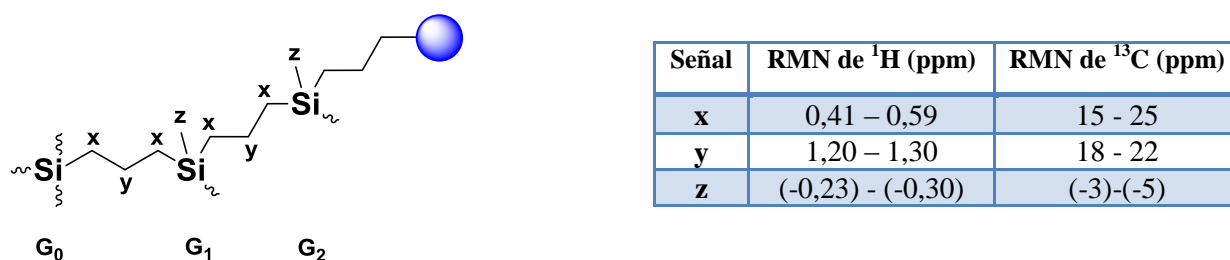 z
x
Si
z
x
x
x
Si
Si
y
y
G₀
G₁
G₂
Señal RMN de ¹H (ppm) RMN de ¹³C (ppm)
x 0,41 – 0,59 15 - 25
y 1,20 – 1,30 18 - 22
z (-0,23) - (-0,30) (-3)-(-5)